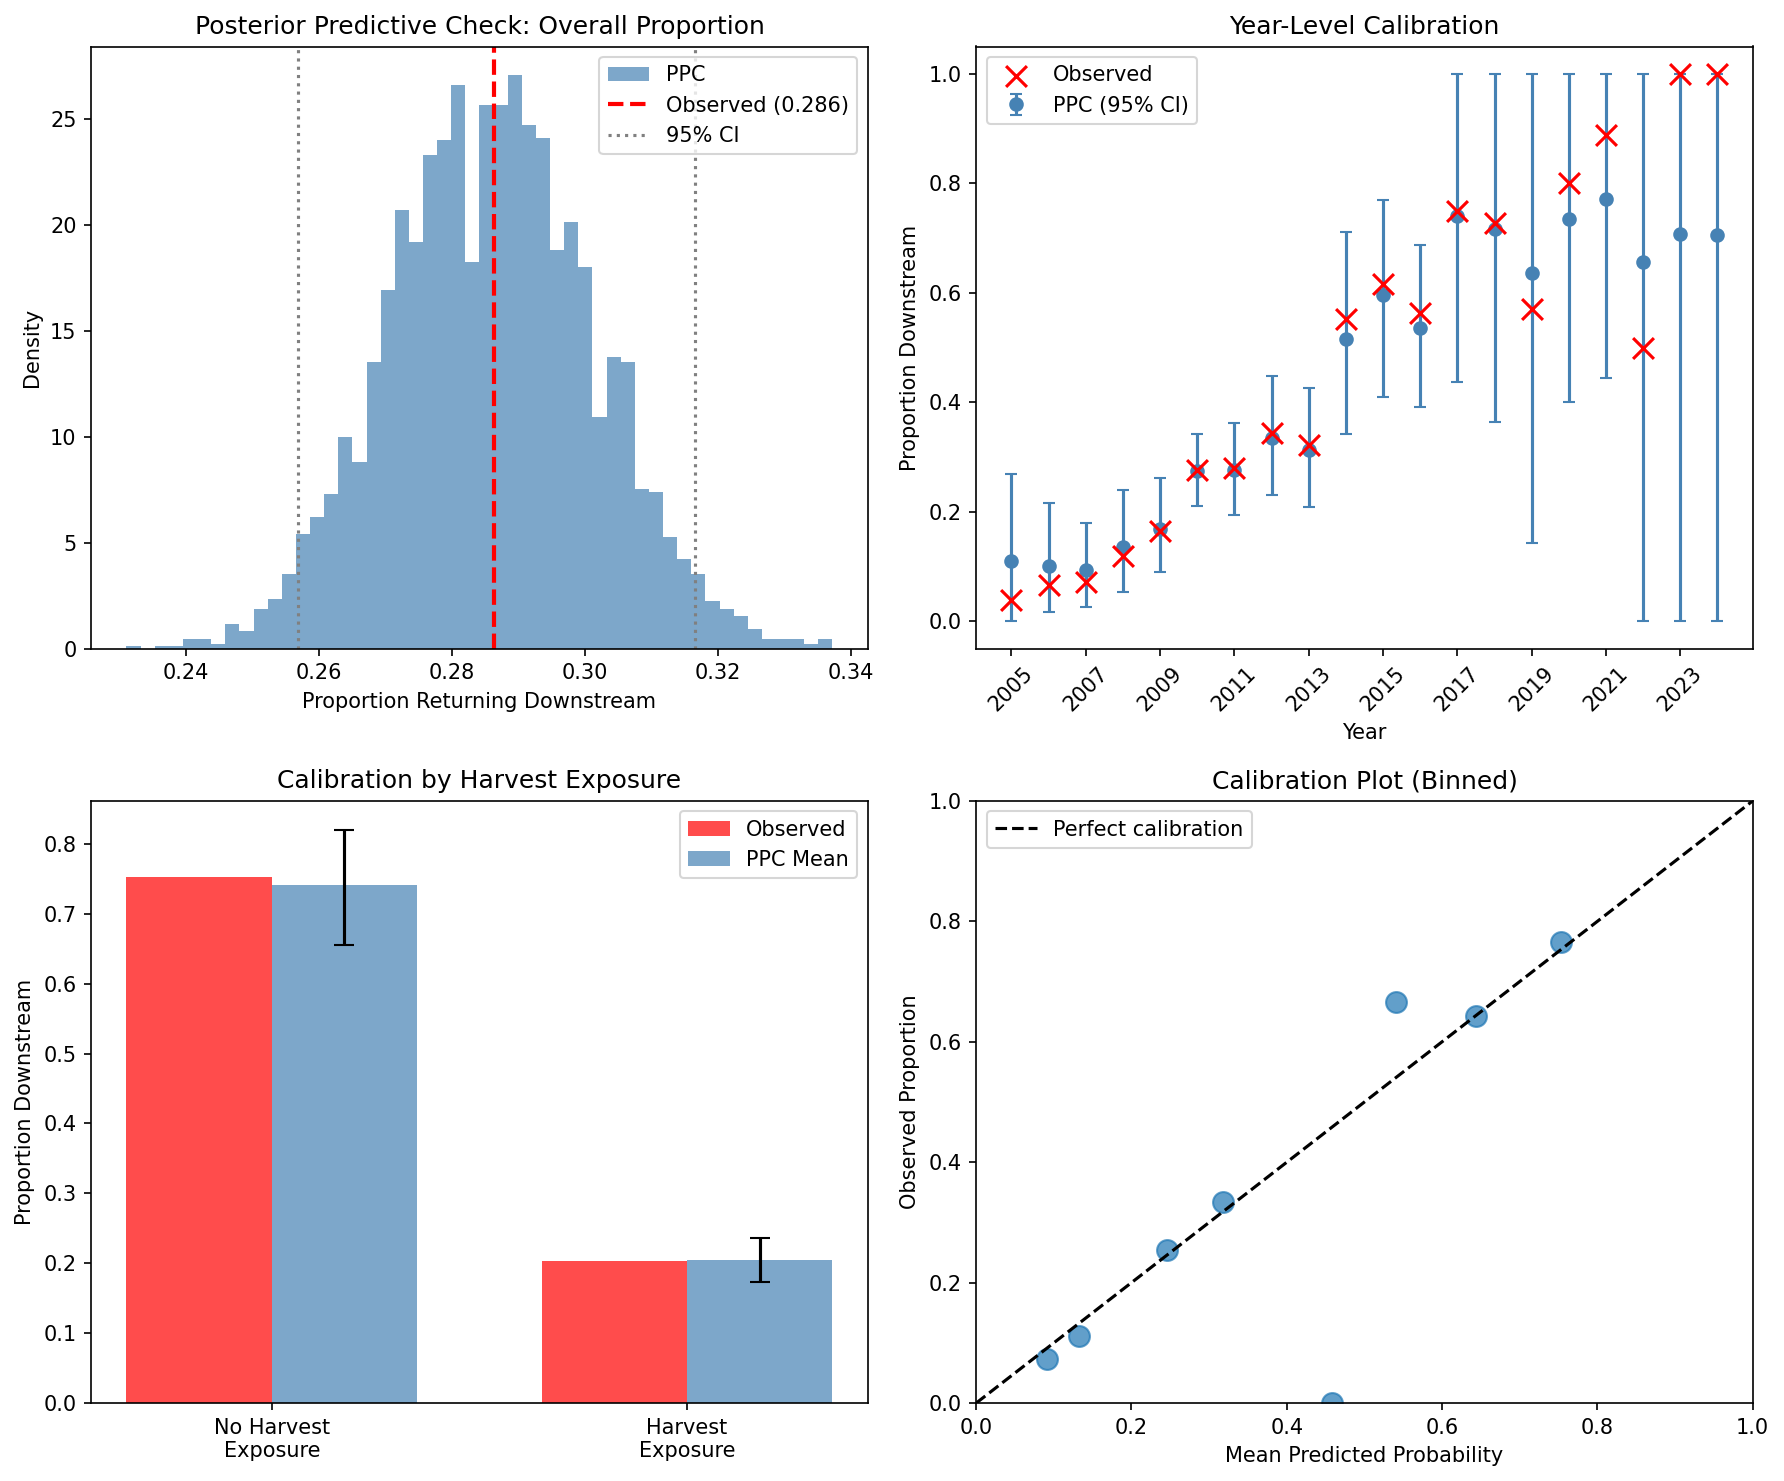 Posterior Predictive Check: Overall Proportion
PPC
Observed (0.286)
95% CI
Density
25
20
15
10
5
0
0.24 0.26 0.28 0.30 0.32 0.34
Proportion Returning Downstream
Year-Level Calibration
Observed
PPC (95% CI)
Proportion Downstream
1.0
0.8
0.6
0.4
0.2
0.0
2005 2007 2009 2011 2013 2015 2017 2019 2021 2023
Year
Calibration by Harvest Exposure
Observed
PPC Mean
Proportion Downstream
0.8
0.7
0.6
0.5
0.4
0.3
0.2
0.1
0.0
No Harvest
Exposure
Harvest
Exposure
Calibration Plot (Binned)
Perfect calibration
Observed Proportion
1.0
0.8
0.6
0.4
0.2
0.0
0.0 0.2 0.4 0.6 0.8 1.0
Mean Predicted Probability